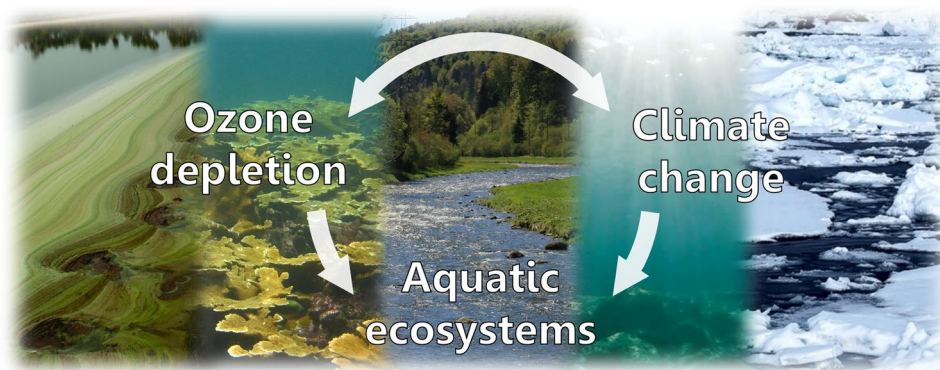 Ozone
depletion
Climate
change
Aquatic
ecosystems